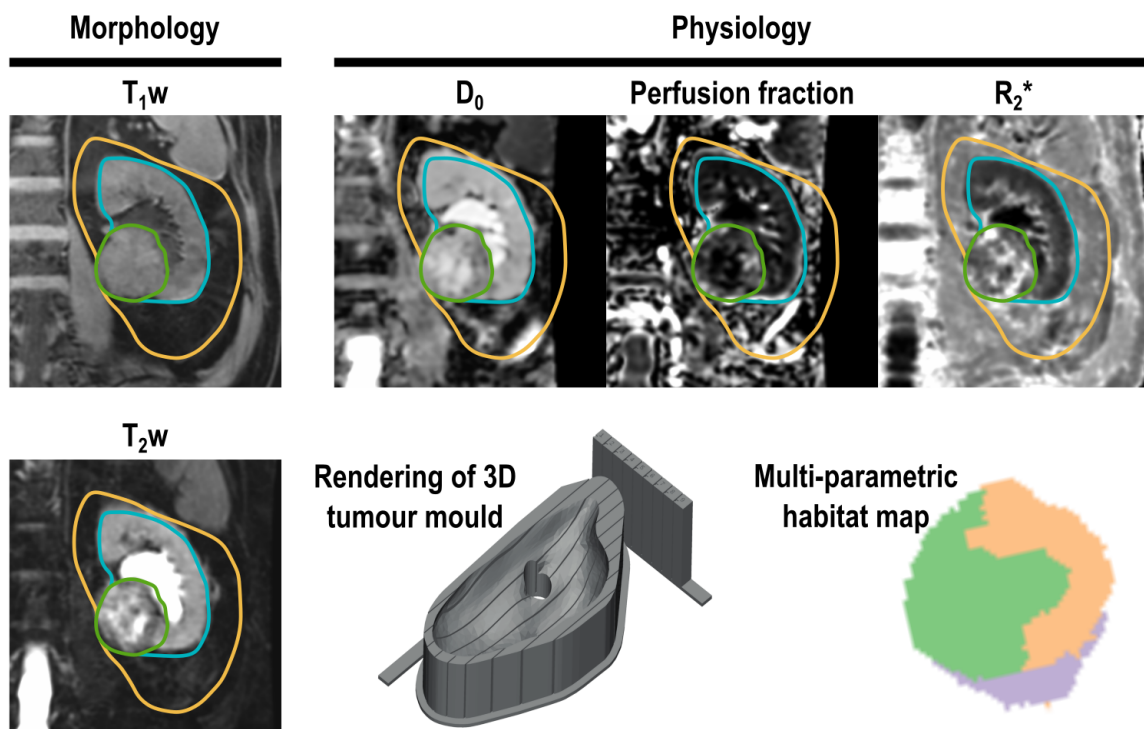 Morphology
Physiology
T₁w
D₀
Perfusion fraction
R₂*
T₂w
Rendering of 3D
tumour mould
Multi-parametric
habitat map